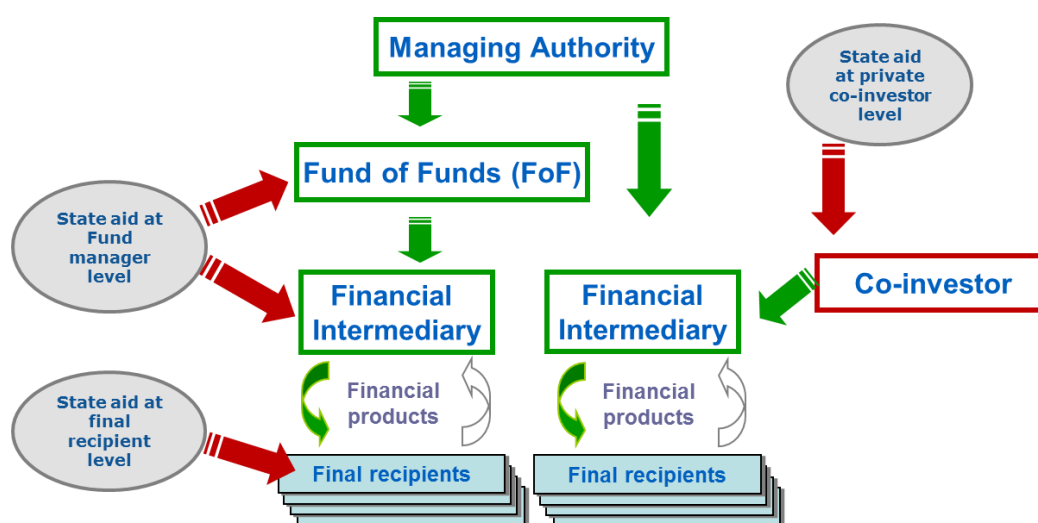 Managing Authority
State aid
at private
co-investor
level
Fund of Funds (FoF)
State aid at
Fund
manager
level
Financial
Intermediary
Financial
Intermediary
Co-investor
Financial
products
Financial
products
State aid at
final
recipient
level
Final recipients
Final recipients